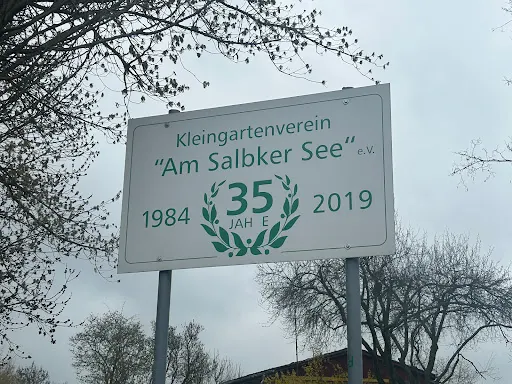 Kleingartenverein
"Am Salbker See" e.V.
1984 35 2019
JAH E